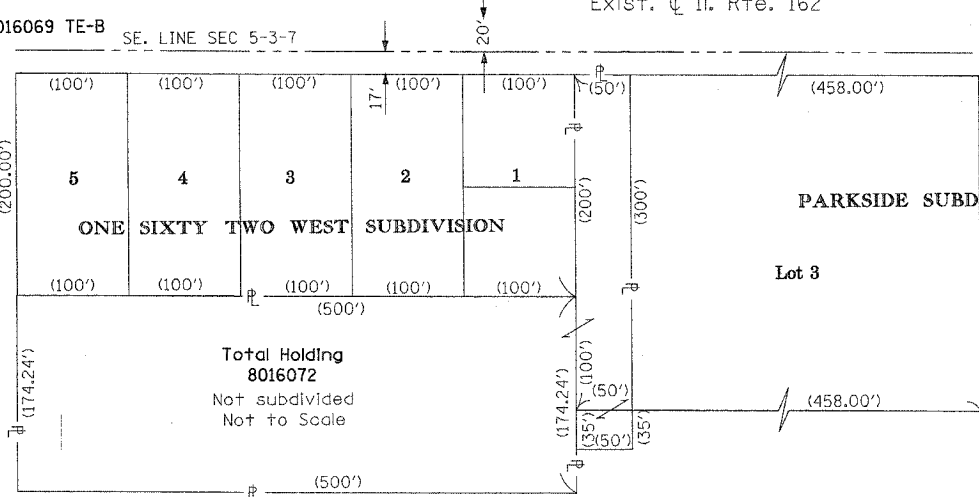 016069 TE-B
SE. LINE SEC 5-3-7
20'
EXIST. ℄ Il. Rte. 162
(100') (100') (100') 17' (100') (100') ℙ (50') (458.00')
(200.00')
5 4 3 2 1
(200') (300')
PARKSIDE SUBD
ONE SIXTY TWO WEST SUBDIVISION
Lot 3
(100') (100') (100') (100') (100')
(500')
Total Holding
8016072
Not subdivided
Not to Scale
(174.24') (174.24') (100')
(50') (458.00')
(35') (50') (35')
(500')